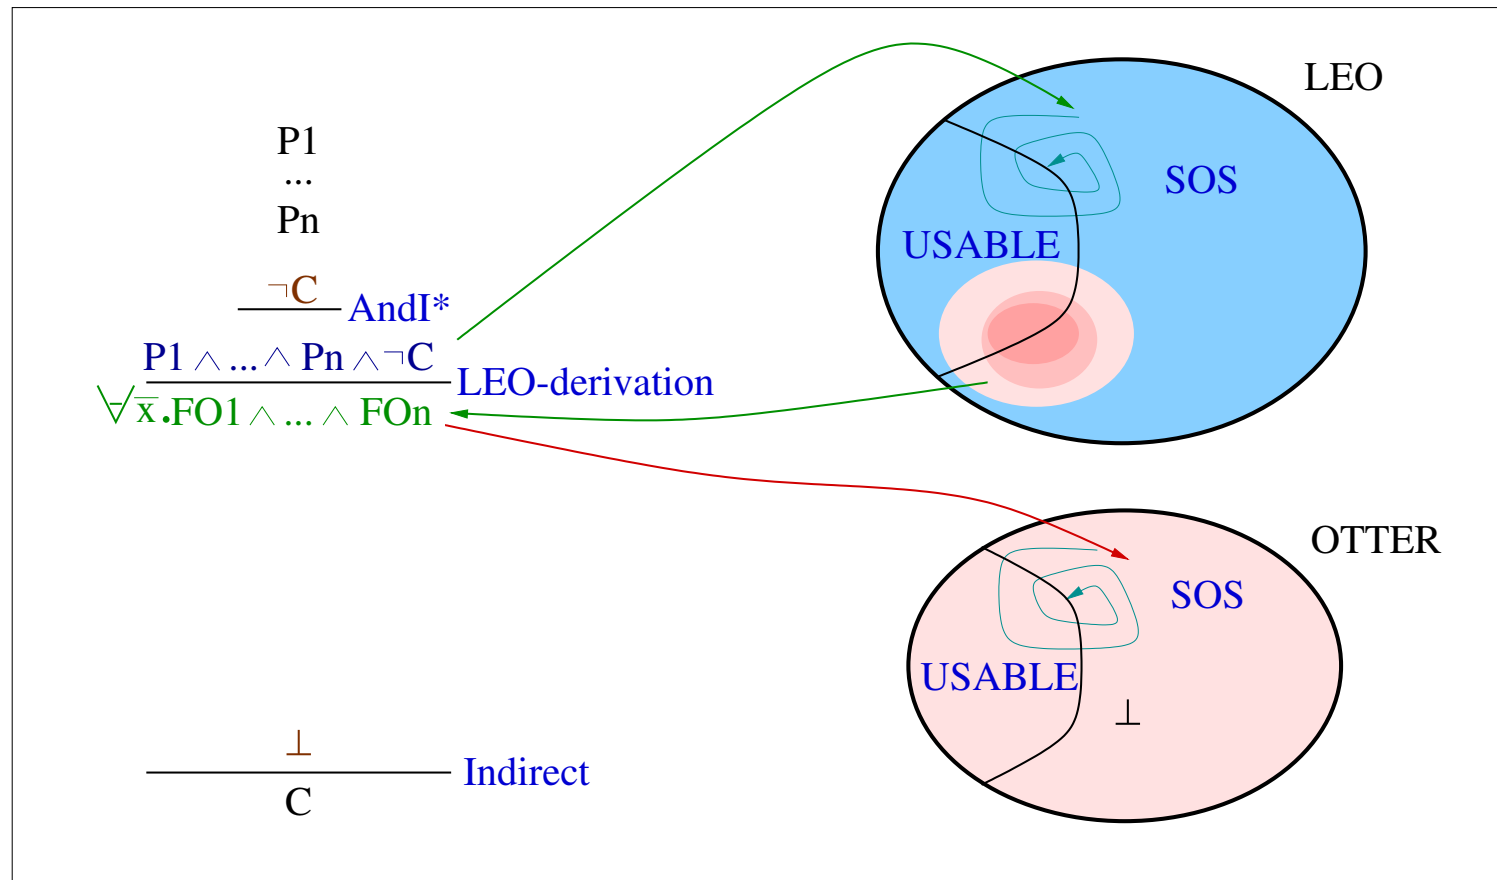 P1
...
Pn
¬C
AndI*
P1 ∧ ... ∧ Pn ∧ ¬C
LEO-derivation
∀x̄.FO1 ∧ ... ∧ FOn
⊥
Indirect
C
LEO
SOS
USABLE
OTTER
SOS
USABLE
⊥